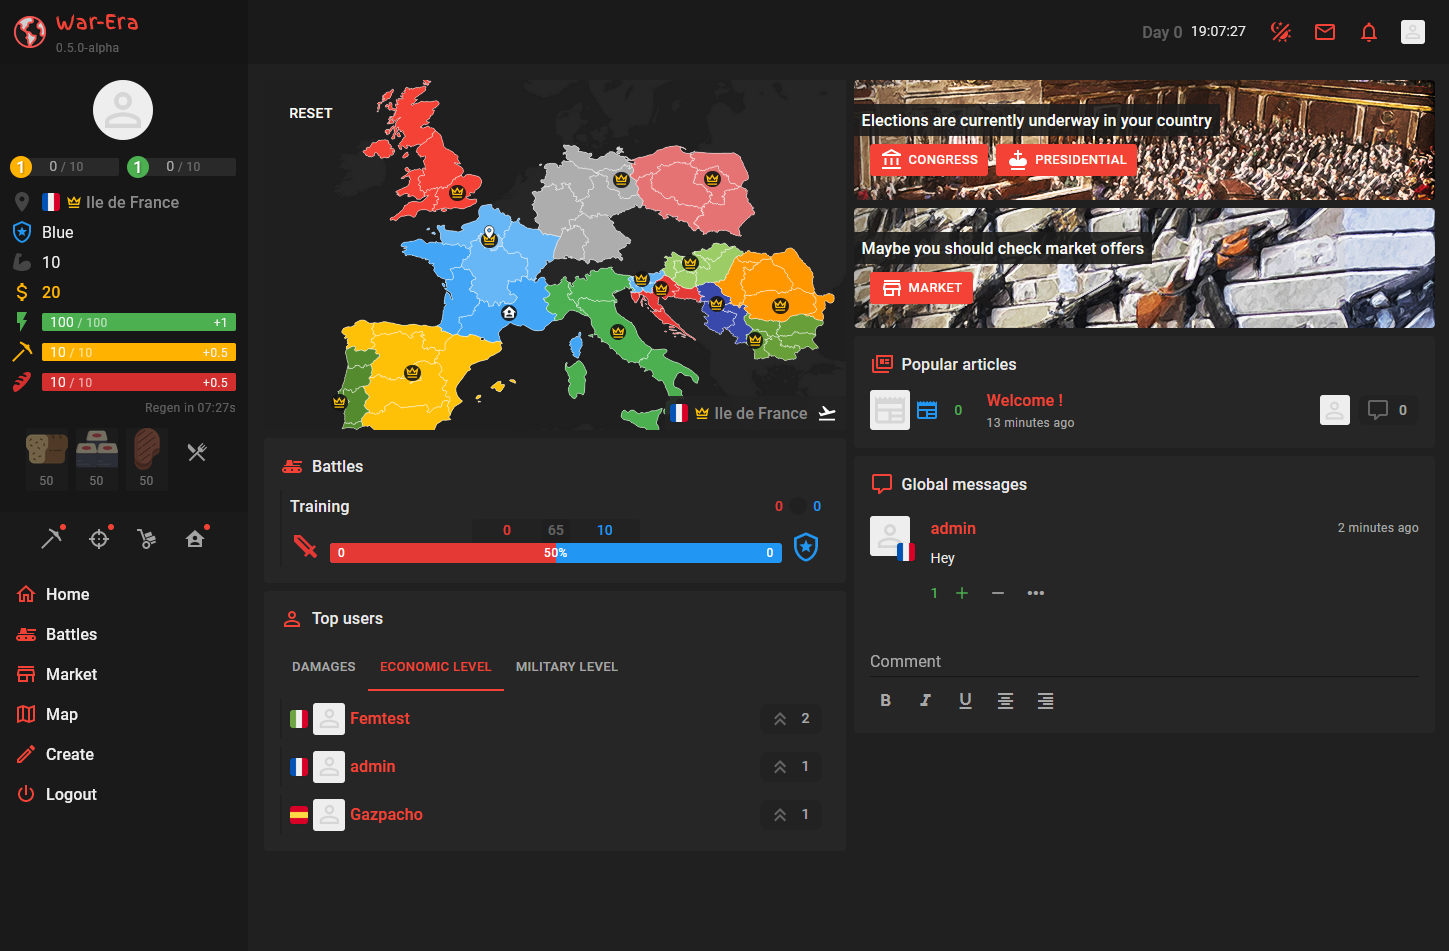 War-Era
0.5.0-alpha
Day 0 19:07:27
1 0 / 10 1 0 / 10
Ile de France
Blue
10
20
100 / 100 +1
10 / 10 +0.5
10 / 10 +0.5
Regen in 07:27s
50 50 50
Home
Battles
Market
Map
Create
Logout
RESET
Ile de France
Battles
Training 0 0
0 65 10
0 50% 0
Top users
DAMAGES ECONOMIC LEVEL MILITARY LEVEL
Femtest 2
admin 1
Gazpacho 1
Elections are currently underway in your country
CONGRESS PRESIDENTIAL
Maybe you should check market offers
MARKET
Popular articles
0 Welcome ! 0
13 minutes ago
Global messages
admin 2 minutes ago
Hey
1
Comment
B I U